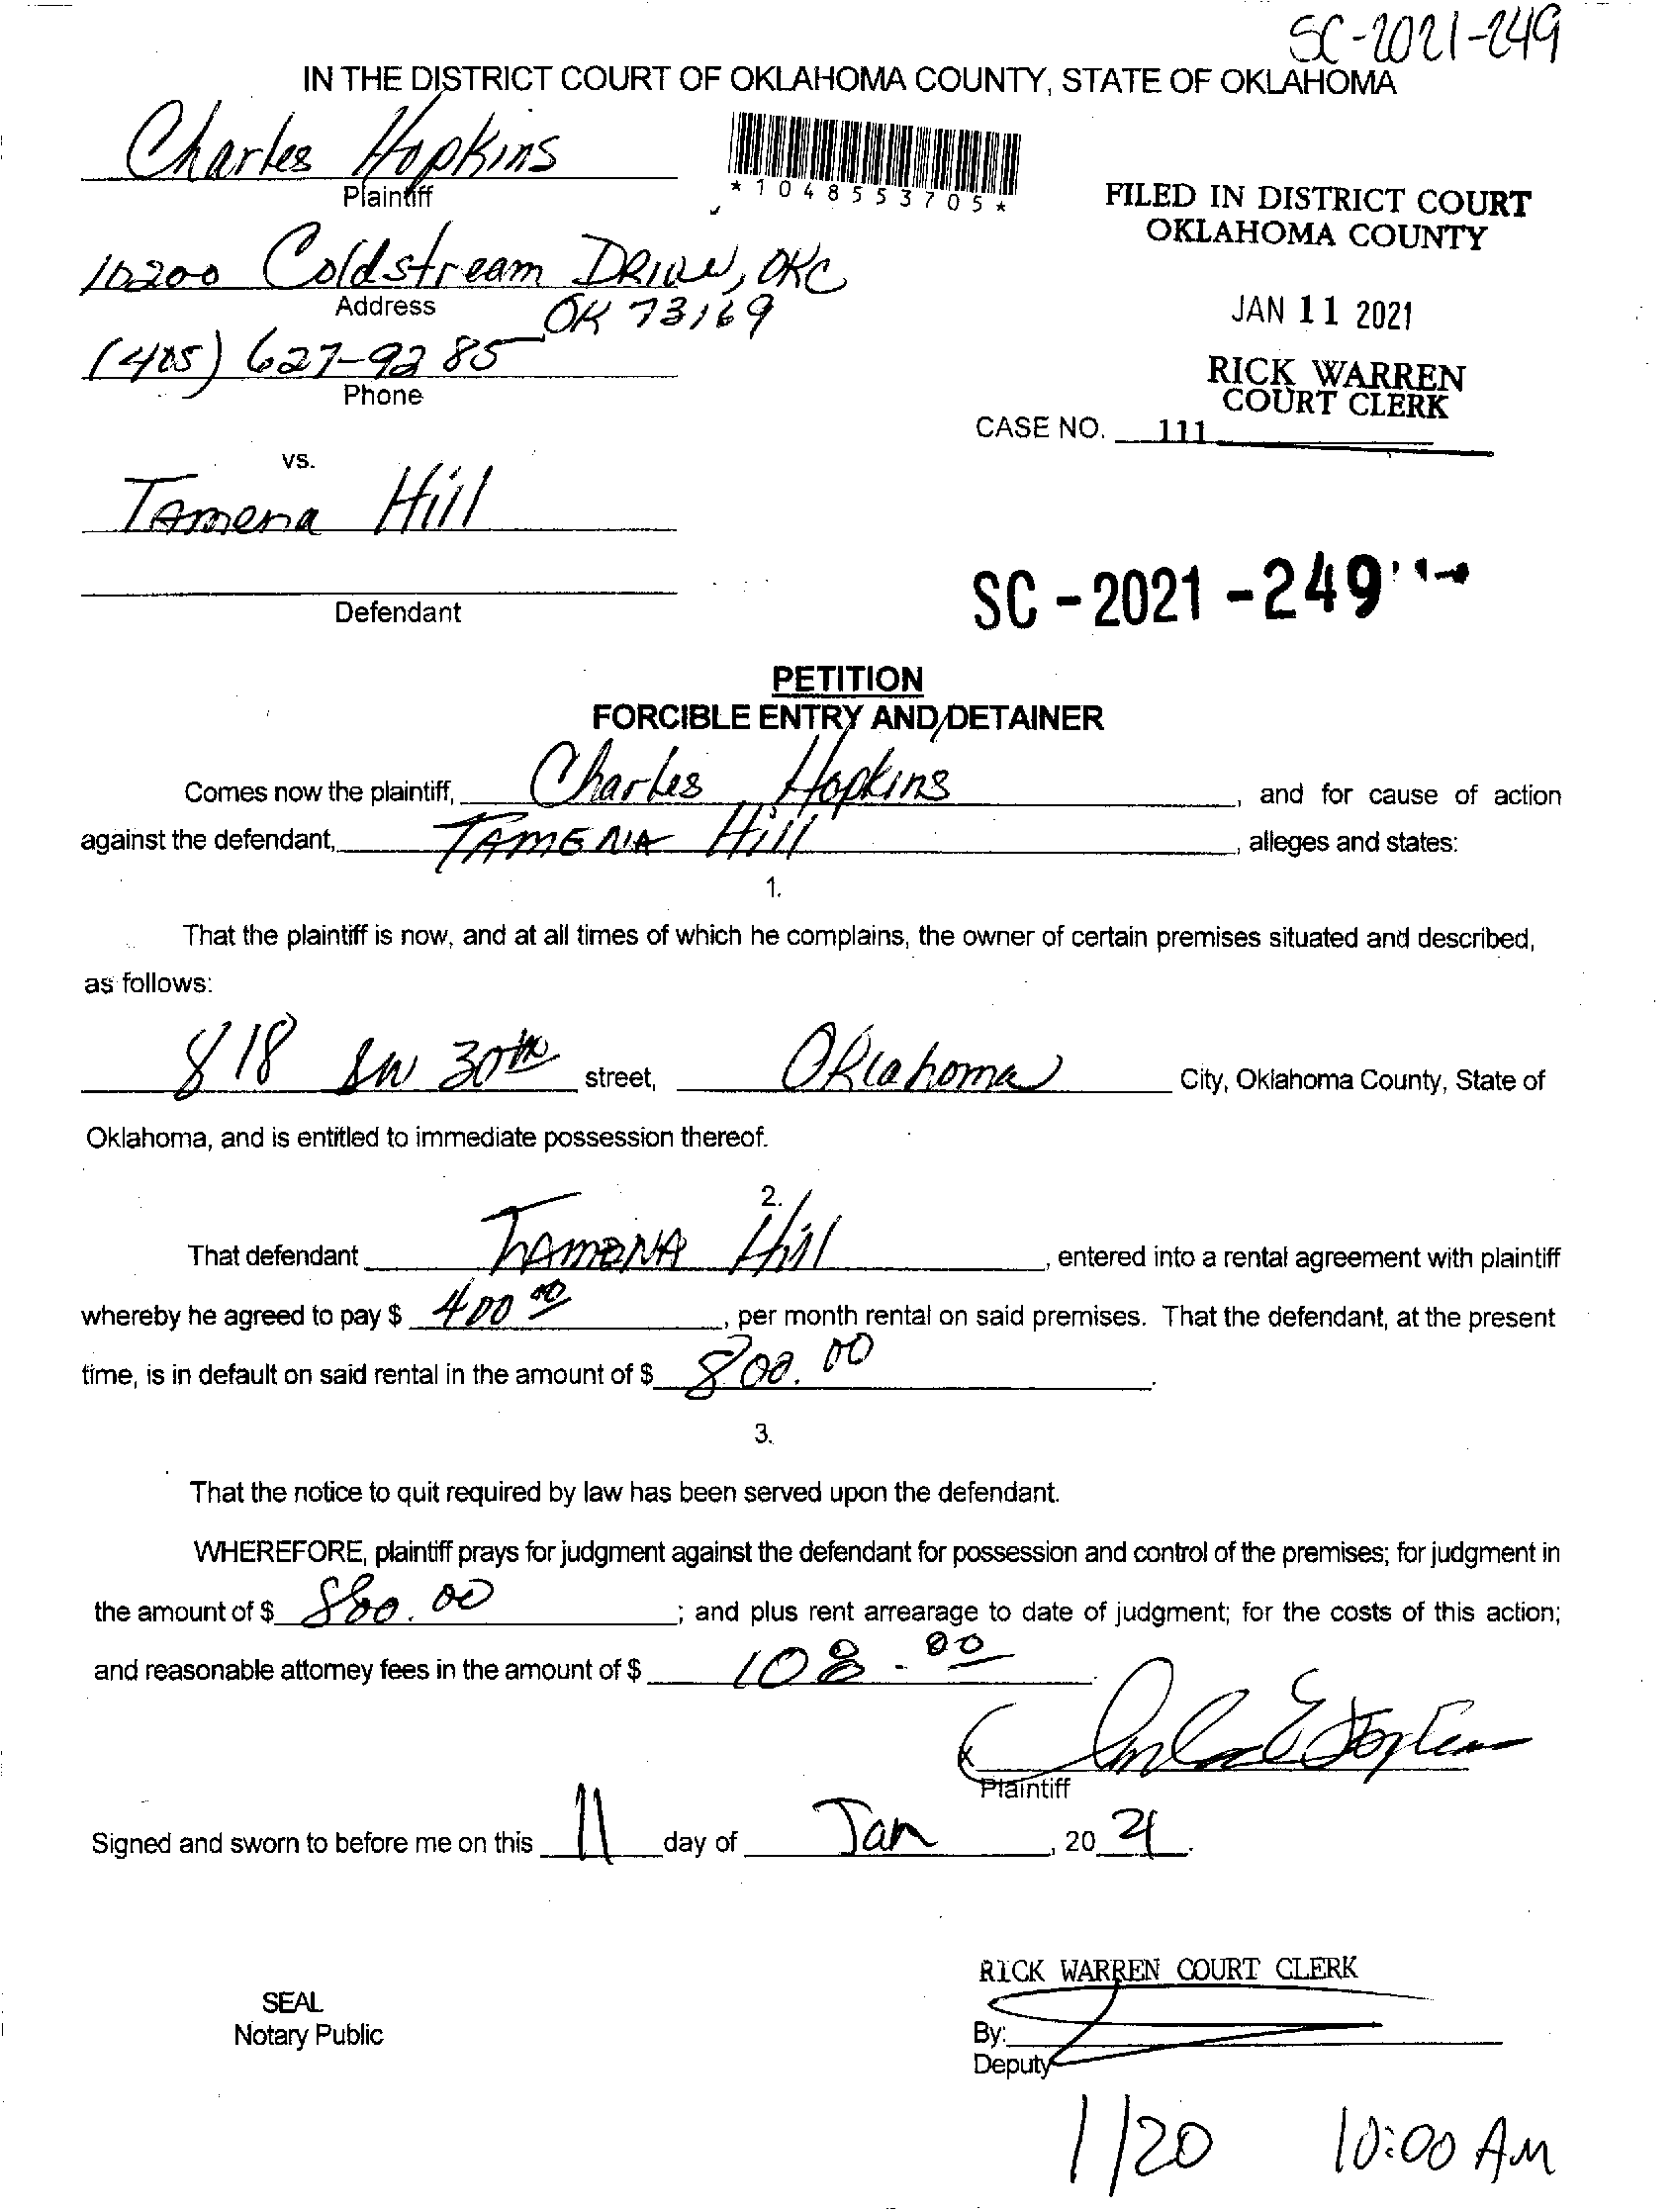 SC-2021-249
IN THE DISTRICT COURT OF OKLAHOMA COUNTY, STATE OF OKLAHOMA
Charles Hopkins
Plaintiff
*1048553705*
FILED IN DISTRICT COURT
OKLAHOMA COUNTY
10200 Coldstream Drive, OKC
Address
OK 73169
JAN 11 2021
(405) 627-9285
Phone
RICK WARREN
COURT CLERK
CASE NO. 111
vs.
Tamena Hill
Defendant
SC - 2021 - 249
PETITION
FORCIBLE ENTRY AND DETAINER
Comes now the plaintiff, Charles Hopkins, and for cause of action
against the defendant, TAMENA Hill, alleges and states:
1.
That the plaintiff is now, and at all times of which he complains, the owner of certain premises situated and described,
as follows:
818 SW 30th street, Oklahoma City, Oklahoma County, State of
Oklahoma, and is entitled to immediate possession thereof.
2.
That defendant TAMENA Hill, entered into a rental agreement with plaintiff
whereby he agreed to pay $ 400 00, per month rental on said premises. That the defendant, at the present
time, is in default on said rental in the amount of $ 800.00.
3.
That the notice to quit required by law has been served upon the defendant.
WHEREFORE, plaintiff prays for judgment against the defendant for possession and control of the premises; for judgment in
the amount of $ 800.00; and plus rent arrearage to date of judgment; for the costs of this action;
and reasonable attorney fees in the amount of $ 108.00.
x
Plaintiff
Signed and sworn to before me on this 11 day of Jan, 20 21.
RICK WARREN COURT CLERK
SEAL
Notary Public
By:
Deputy
1/20 10:00 AM